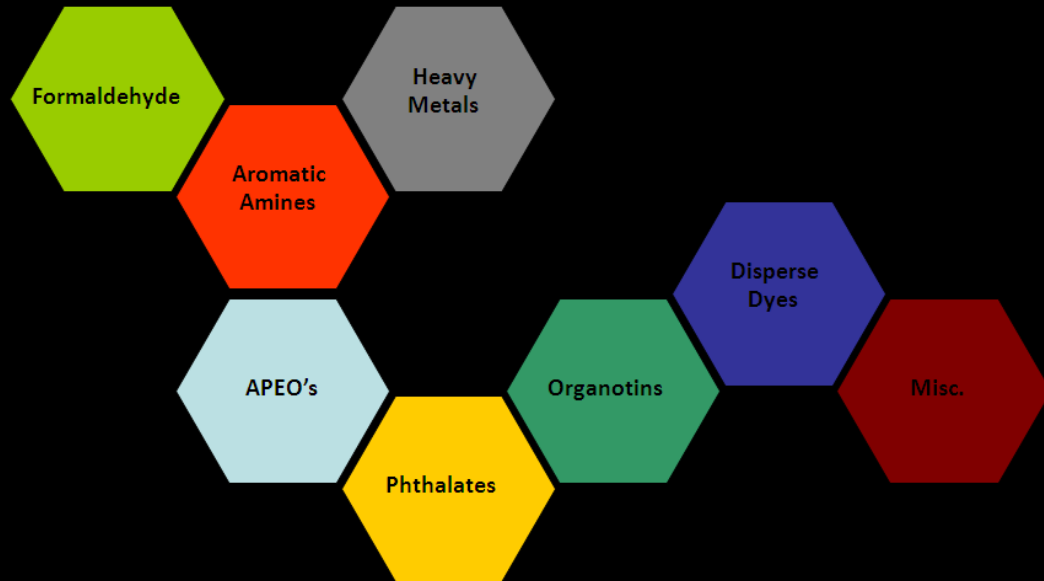 Formaldehyde
Heavy
Metals
Aromatic
Amines
Disperse
Dyes
APEO’s
Organotins
Misc.
Phthalates